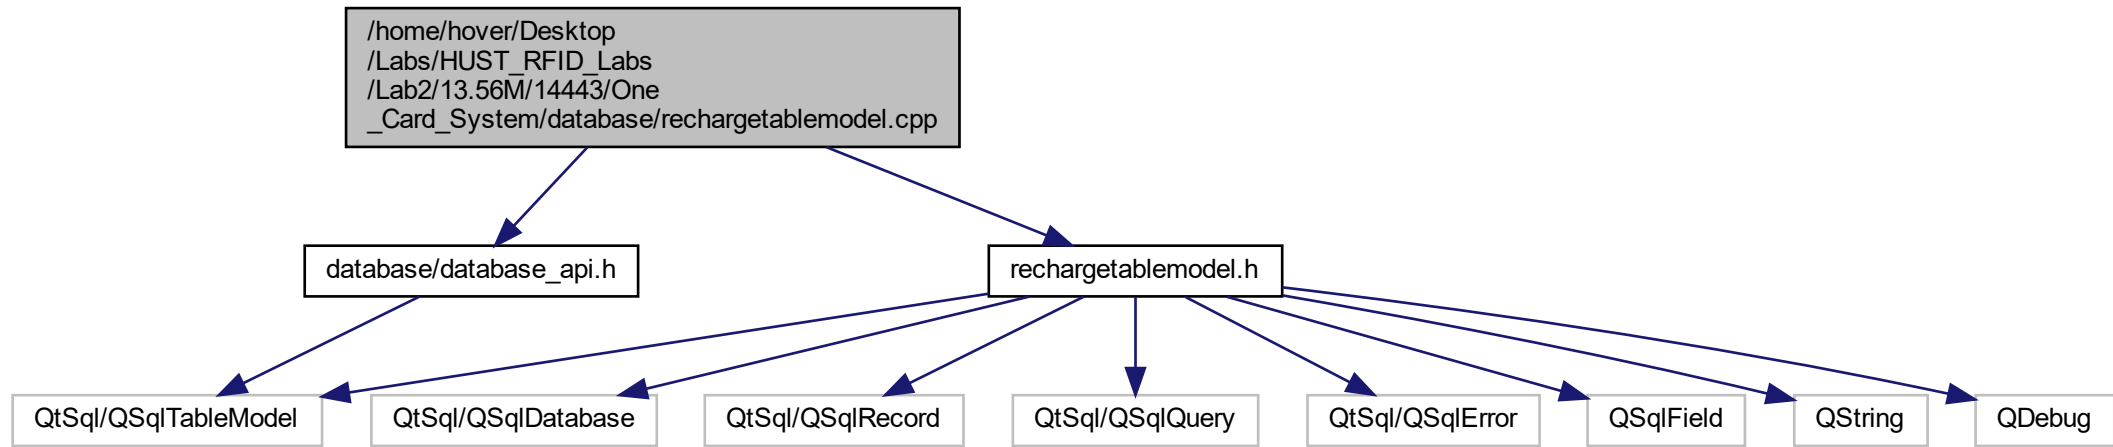 /home/hover/Desktop
/Labs/HUST_RFID_Labs
/Lab2/13.56M/14443/One
_Card_System/database/rechargetablemodel.cpp
database/database_api.h
rechargetablemodel.h
QtSql/QSqlTableModel
QtSql/QSqlDatabase
QtSql/QSqlRecord
QtSql/QSqlQuery
QtSql/QSqlError
QSqlField
QString
QDebug